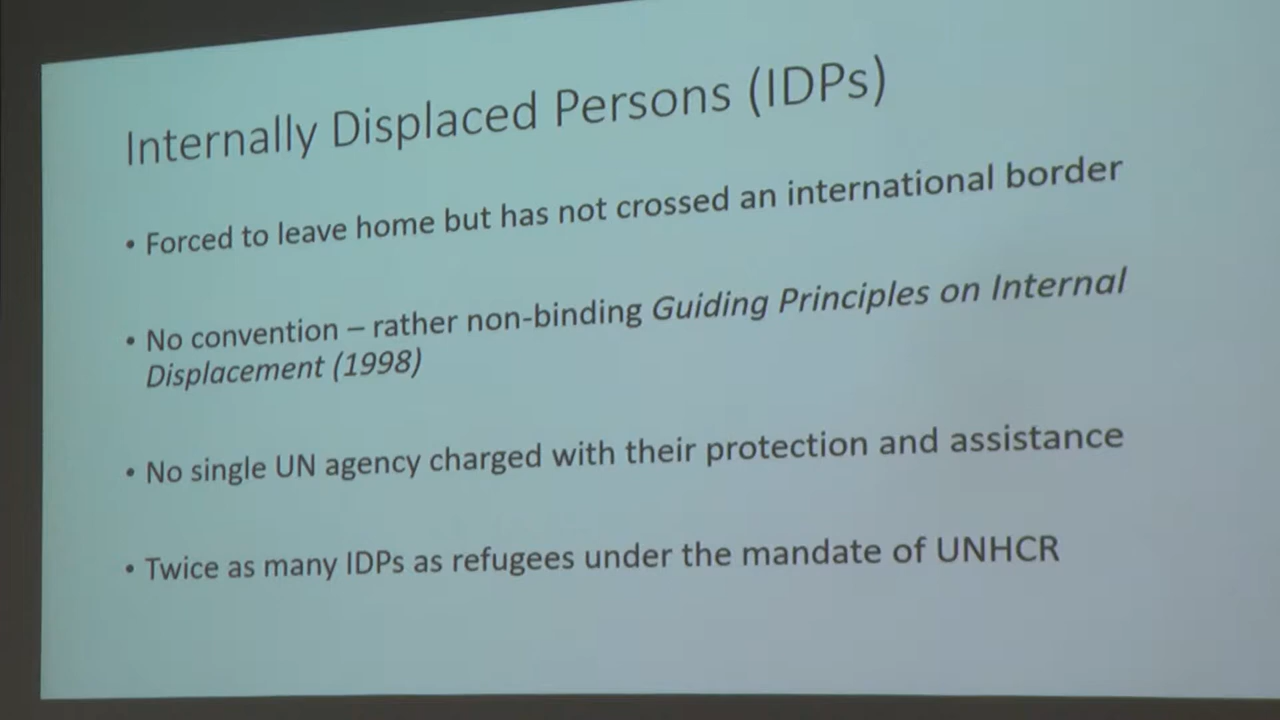 Internally Displaced Persons (IDPs)
• Forced to leave home but has not crossed an international border
• No convention – rather non-binding Guiding Principles on Internal
Displacement (1998)
• No single UN agency charged with their protection and assistance
• Twice as many IDPs as refugees under the mandate of UNHCR